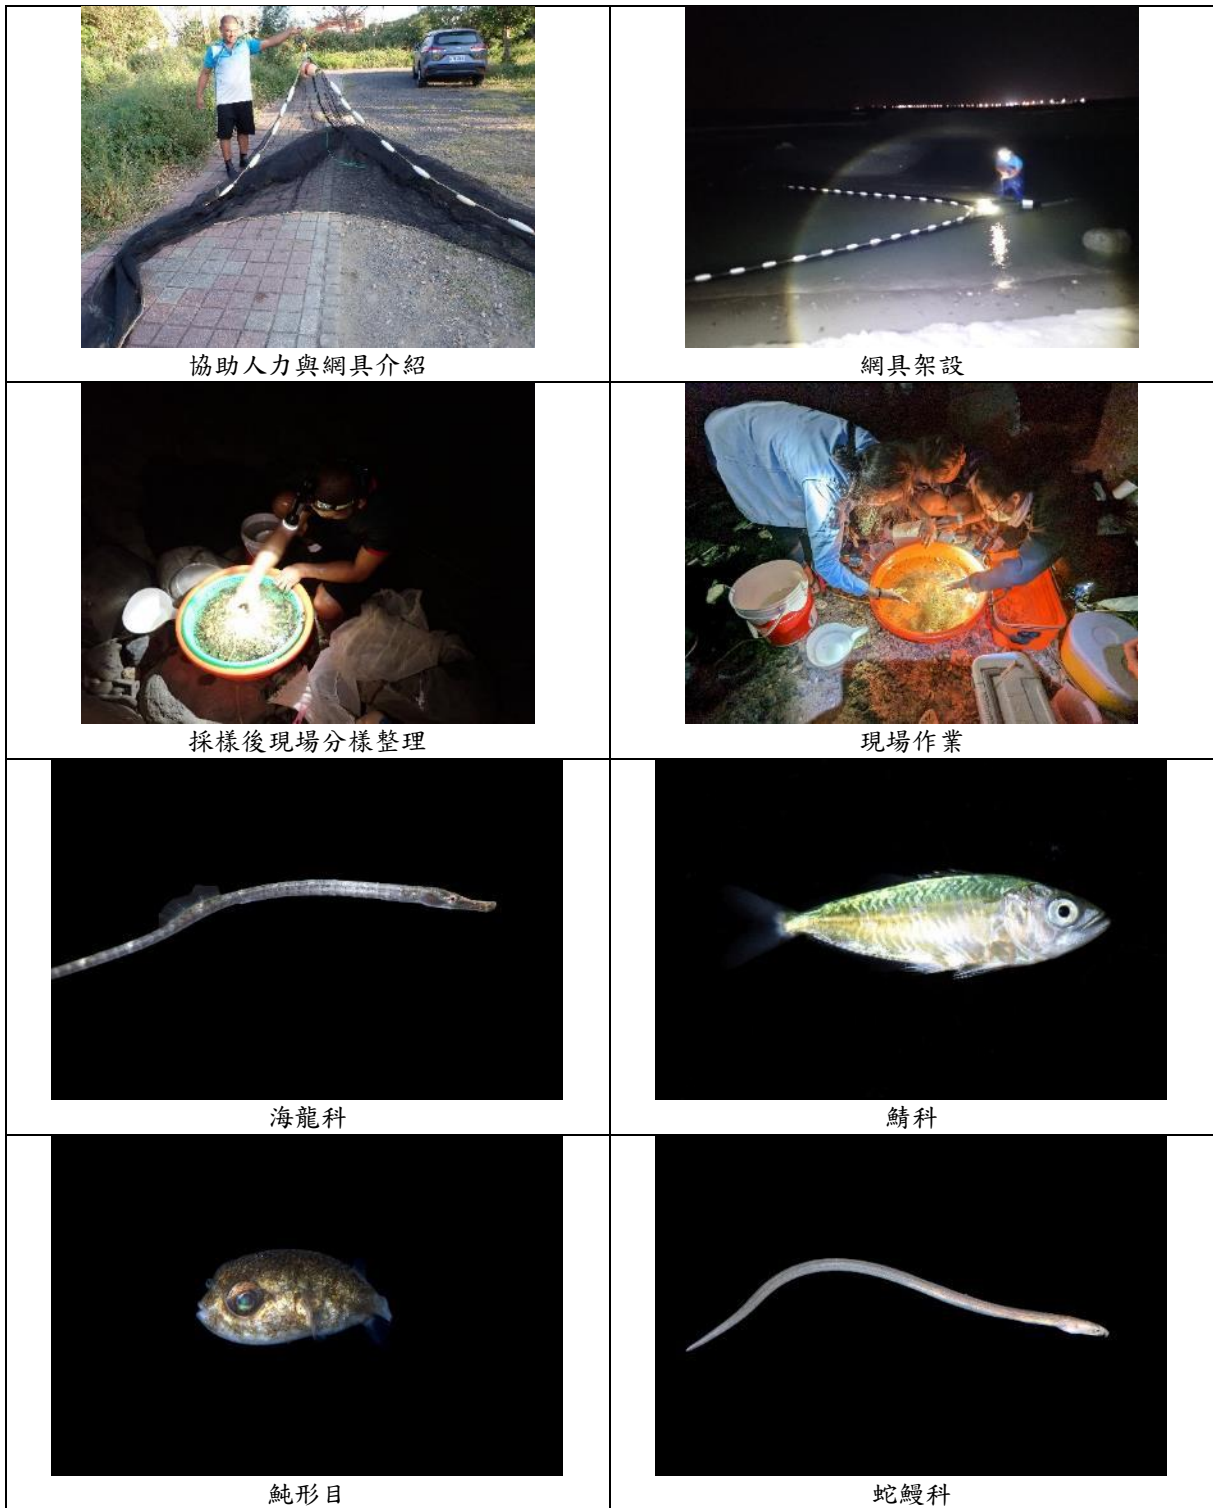 協助人力與網具介紹
網具架設
採樣後現場分樣整理
現場作業
海龍科
鯖科
魨形目
蛇鰻科